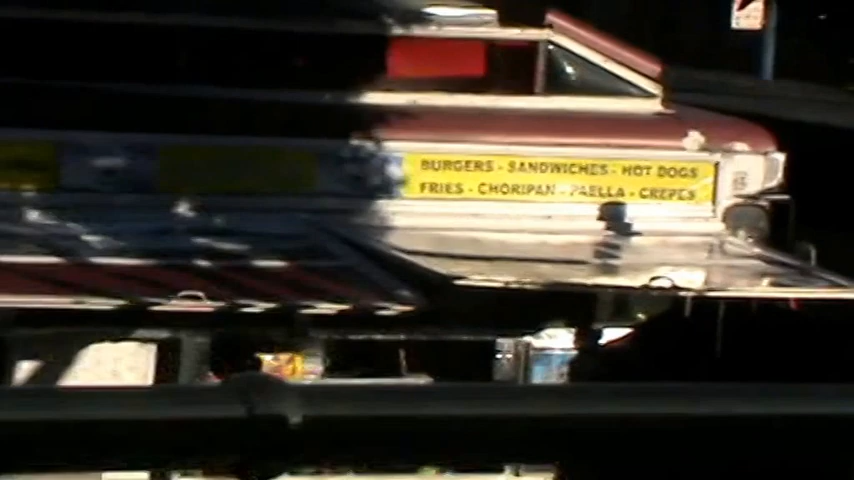 BURGERS - SANDWICHES - HOT DOGS
FRIES - CHORIPAN - PAELLA - CREPES